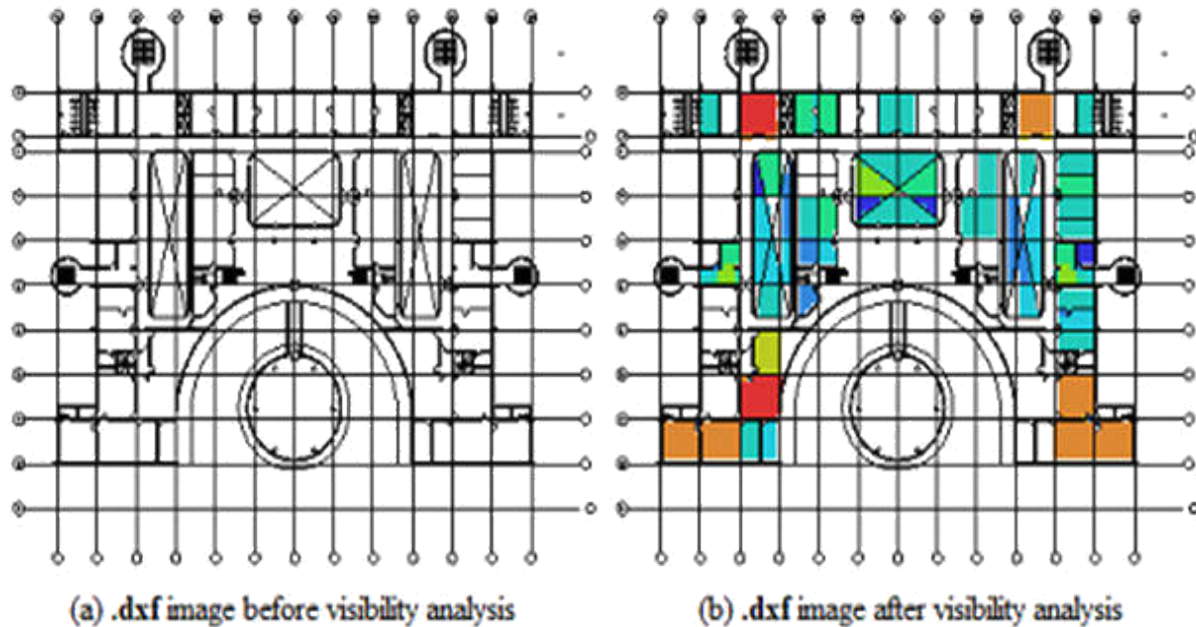 (a) .dxf image before visibility analysis
(b) .dxf image after visibility analysis